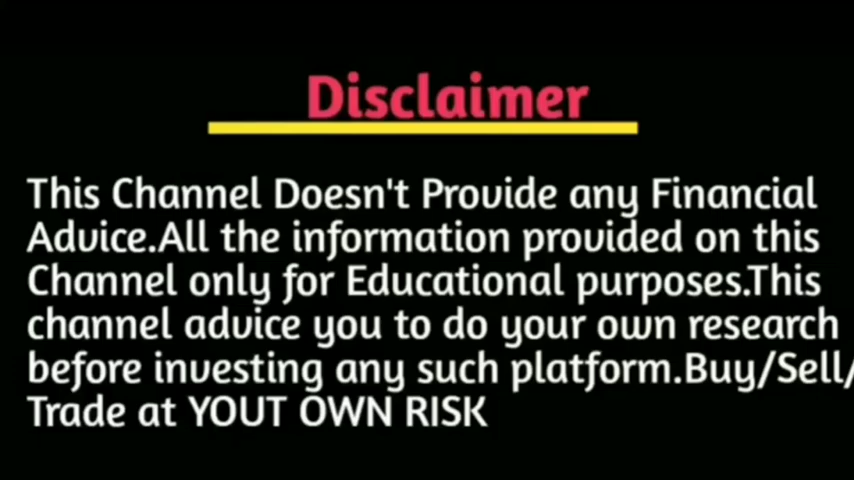 Disclaimer
This Channel Doesn't Provide any Financial
Advice.All the information provided on this
Channel only for Educational purposes.This
channel advice you to do your own research
before investing any such platform.Buy/Sell/
Trade at YOUT OWN RISK